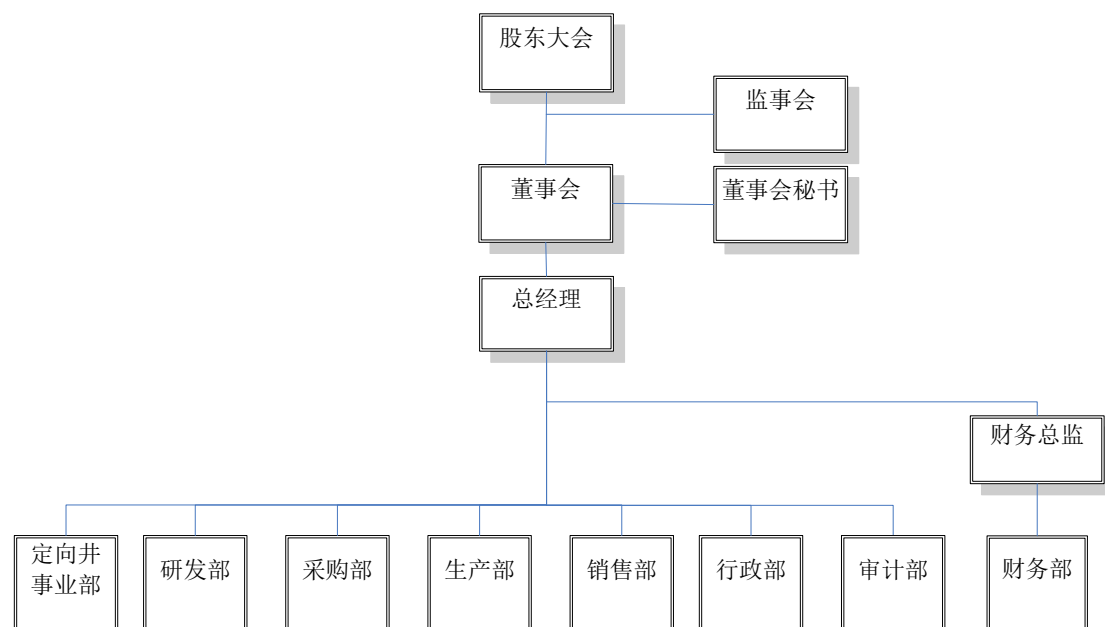 股东大会
监事会
董事会
董事会秘书
总经理
财务总监
定向井
事业部
研发部
采购部
生产部
销售部
行政部
审计部
财务部